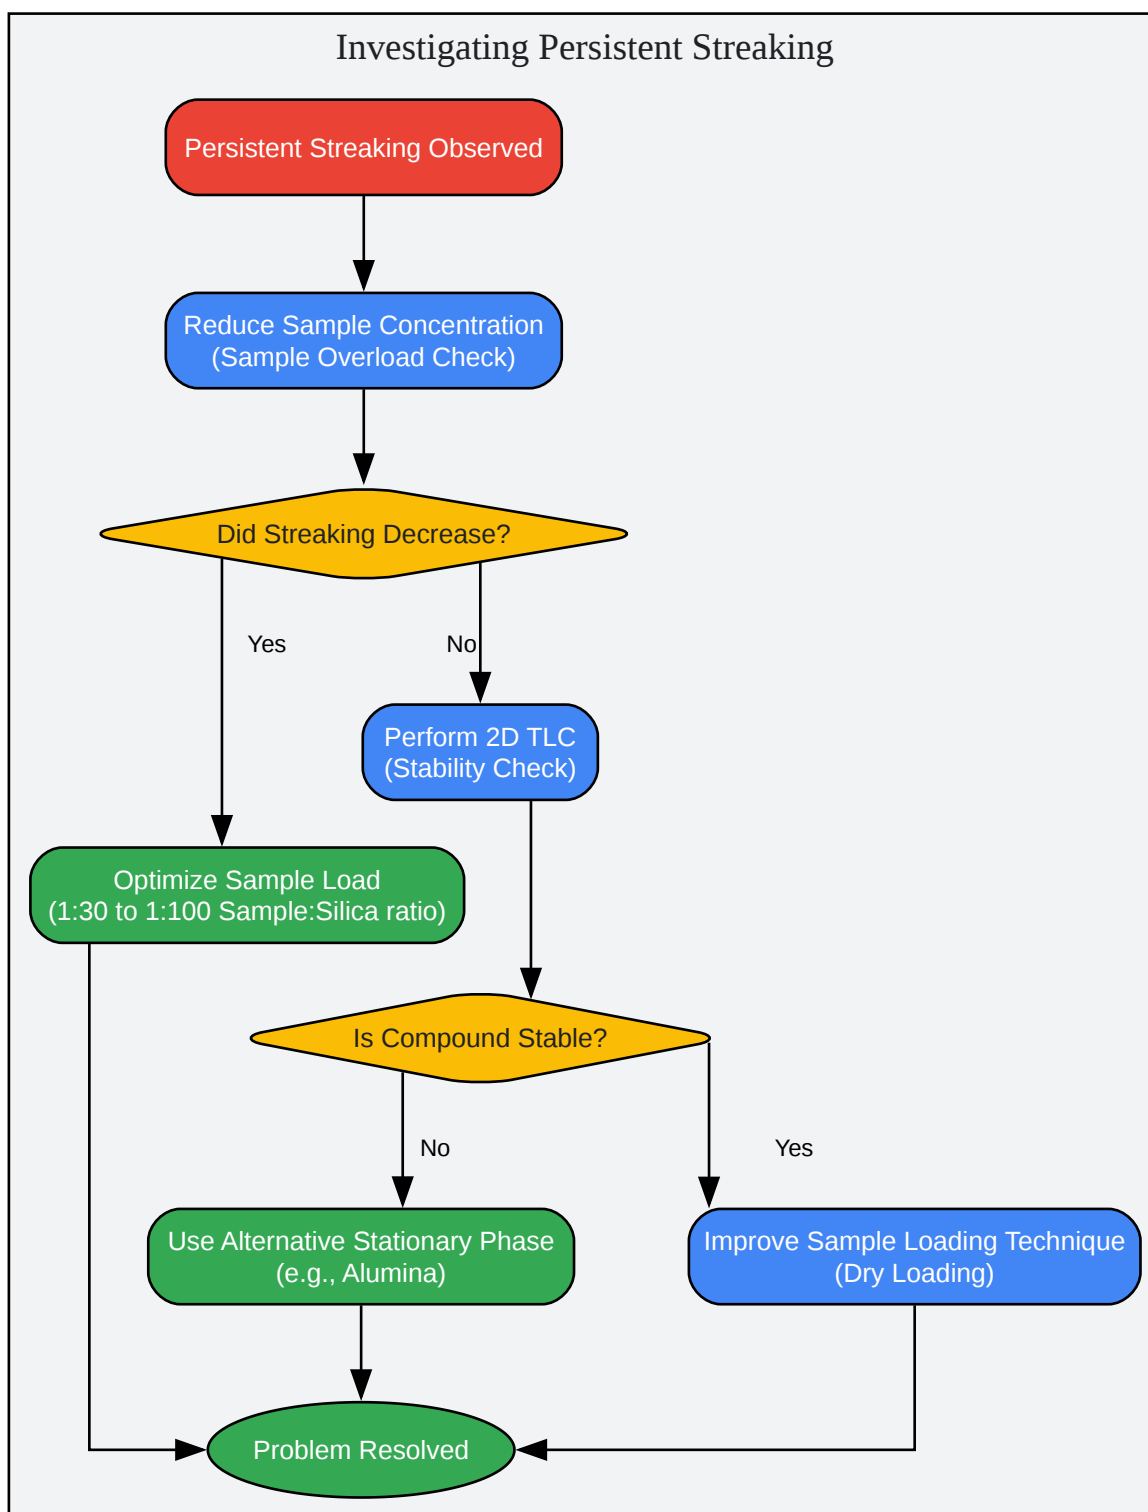 Investigating Persistent Streaking
Persistent Streaking Observed
Reduce Sample Concentration
(Sample Overload Check)
Did Streaking Decrease?
Yes
No
Perform 2D TLC
(Stability Check)
Optimize Sample Load
(1:30 to 1:100 Sample:Silica ratio)
Is Compound Stable?
No
Yes
Use Alternative Stationary Phase
(e.g., Alumina)
Improve Sample Loading Technique
(Dry Loading)
Problem Resolved